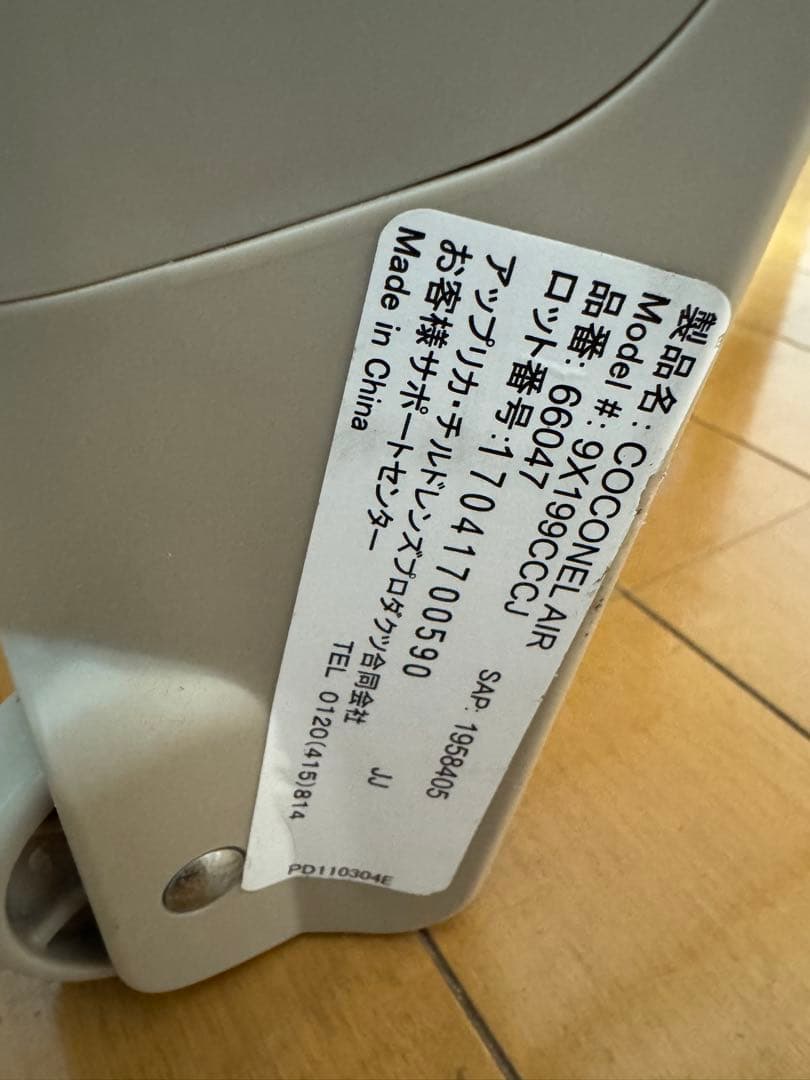 製品名: COCONEL AIR
Model #: 9X199CCCJ
品番: 66047
SAP: 1958405
ロット番号:17041700590
JJ
アップリカ・チルドレンズプロダクツ合同会社
お客様サポートセンター TEL 0120(415)814
Made in China
PD110304E